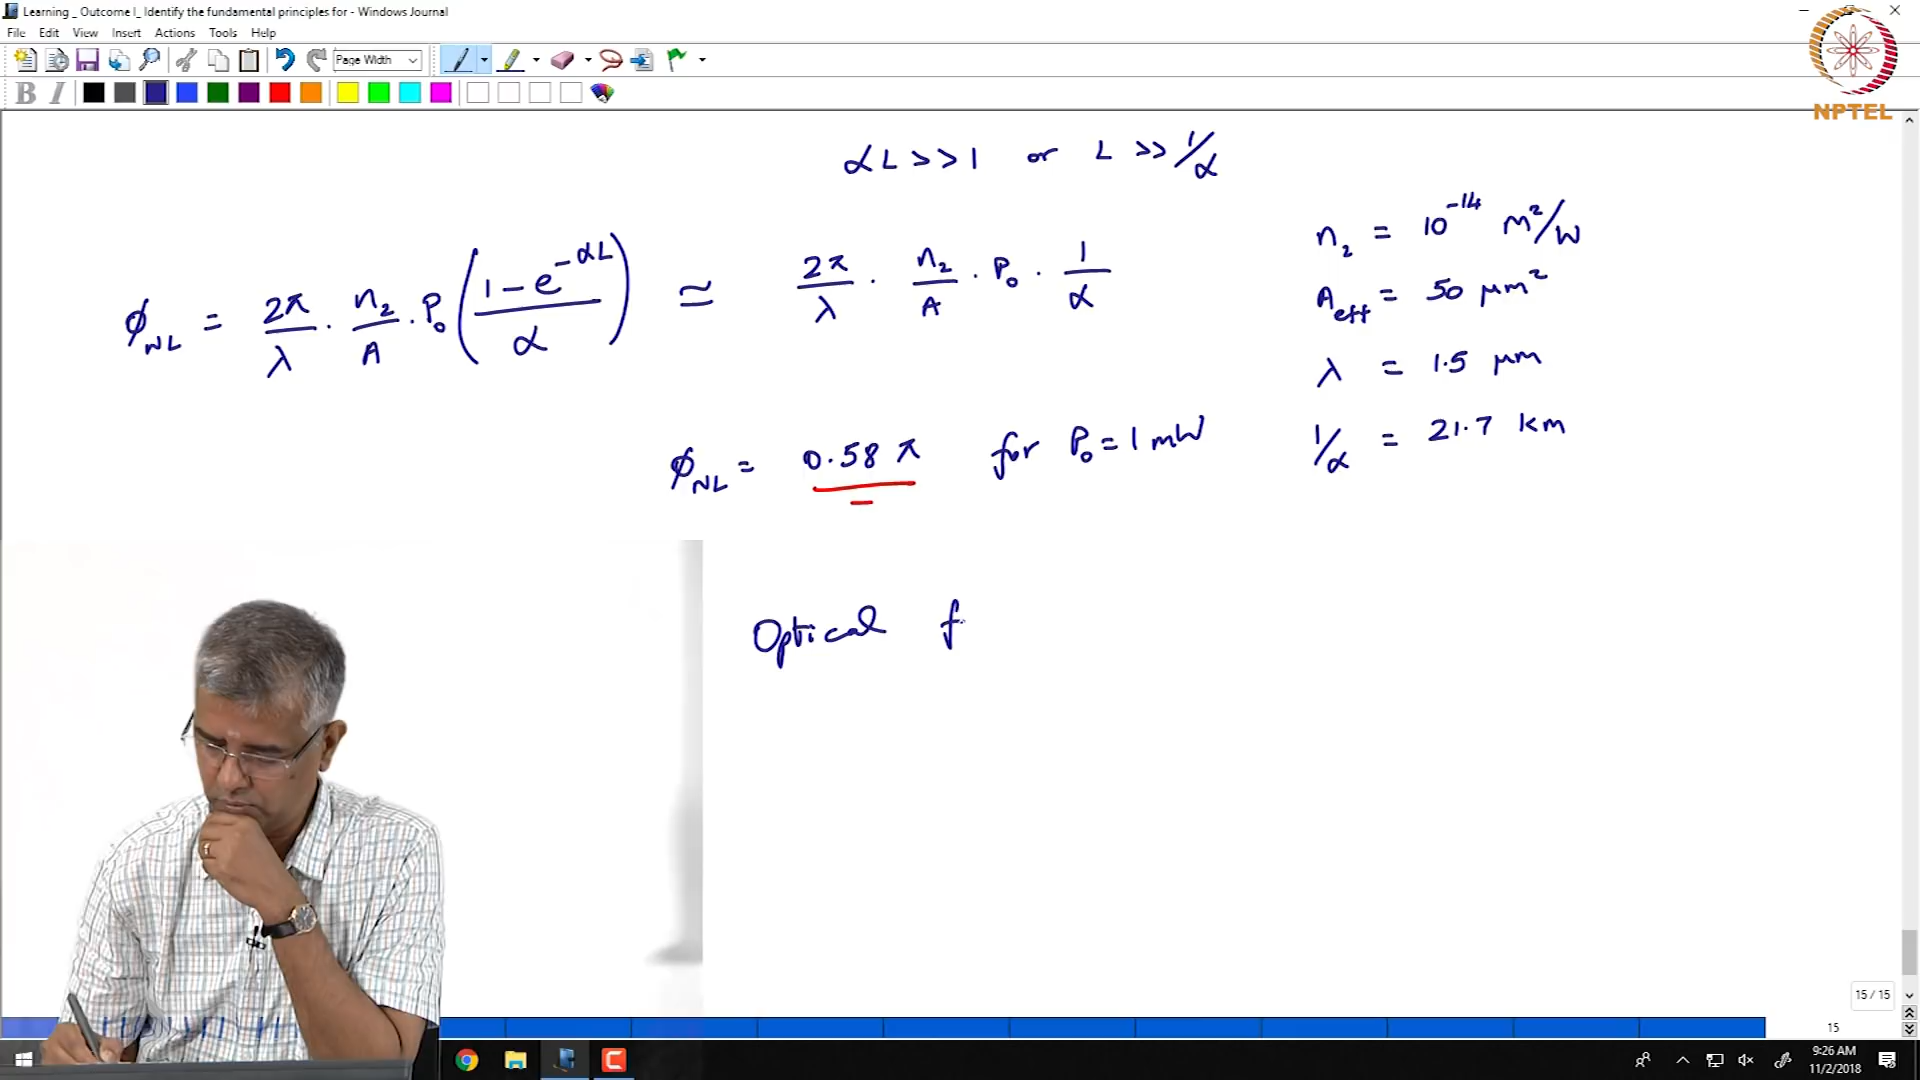 Learning _ Outcome I_ Identify the fundamental principles for - Windows Journal
File Edit View Insert Actions Tools Help
Page Width
B I
NPTEL
αL >> 1 or L >> 1/α
n₂ = 10⁻¹⁴ m²/W
ϕ_NL = 2π/λ · n₂/A · P₀ ((1 - e^(-αL))/α) ≃ 2π/λ · n₂/A · P₀ · 1/α
A_eff = 50 μm²
λ = 1.5 μm
ϕ_NL = 0.58 π for P₀ = 1 mW
1/α = 21.7 km
Optical f
15 / 15
15
9:26 AM
11/2/2018